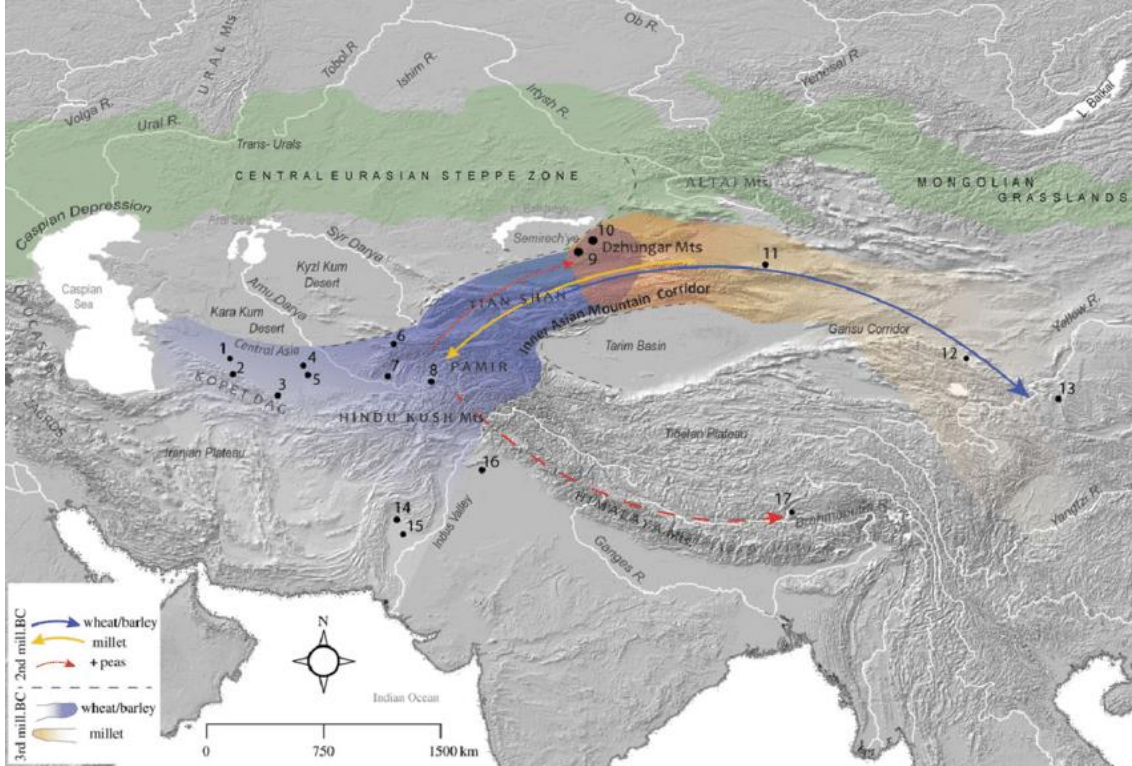 Ob R.
Yenesai R.
L. Baikal
URAL Mts
Tobol R
Ishim R.
Irtysh R.
Volga R.
Ural R.
Trans- Urals
CENTRAL EURASIAN STEPPE ZONE
ALTAI Mts
MONGOLIAN
GRASSLANDS
Caspian Depression
Aral Sea
Syr Darya
Semirech'ye
10
Dzhungar Mts
9
11
Caspian
Sea
Kyzl Kum
Desert
Amu Darya
TIAN SHAN
Inner Asian Mountain Corridor
Kara Kum
Desert
Gansu Corridor
Yellow R.
Tarim Basin
Central Asia
1
2
3
4
5
6
7
8
PAMIR
12
13
KOPET DAG
HINDU KUSH Mts
ZAGROS
Iranian Plateau
Tibetan Plateau
16
14
15
Indus Valley
HIMALAYA Mts
17
Brahmaputra R.
Yangtzi R.
Ganges R.
2nd mill.BC
wheat/barley
millet
+ peas
3rd mill.BC
wheat/barley
millet
N
Indian Ocean
0 750 1500 km